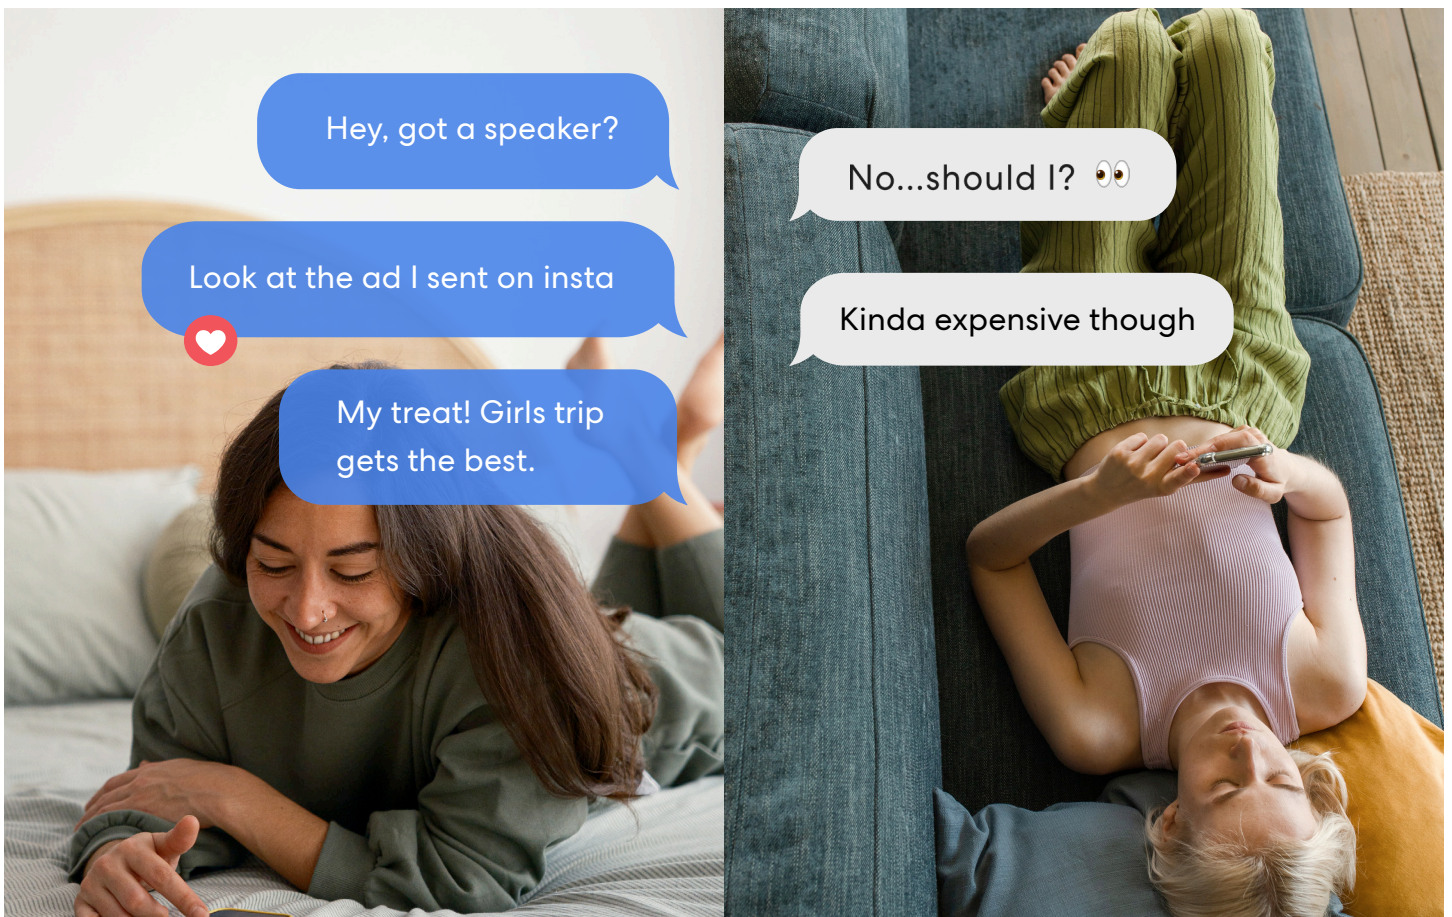 Hey, got a speaker?
No...should I? 👀
Look at the ad I sent on insta
Kinda expensive though
My treat! Girls trip
gets the best.